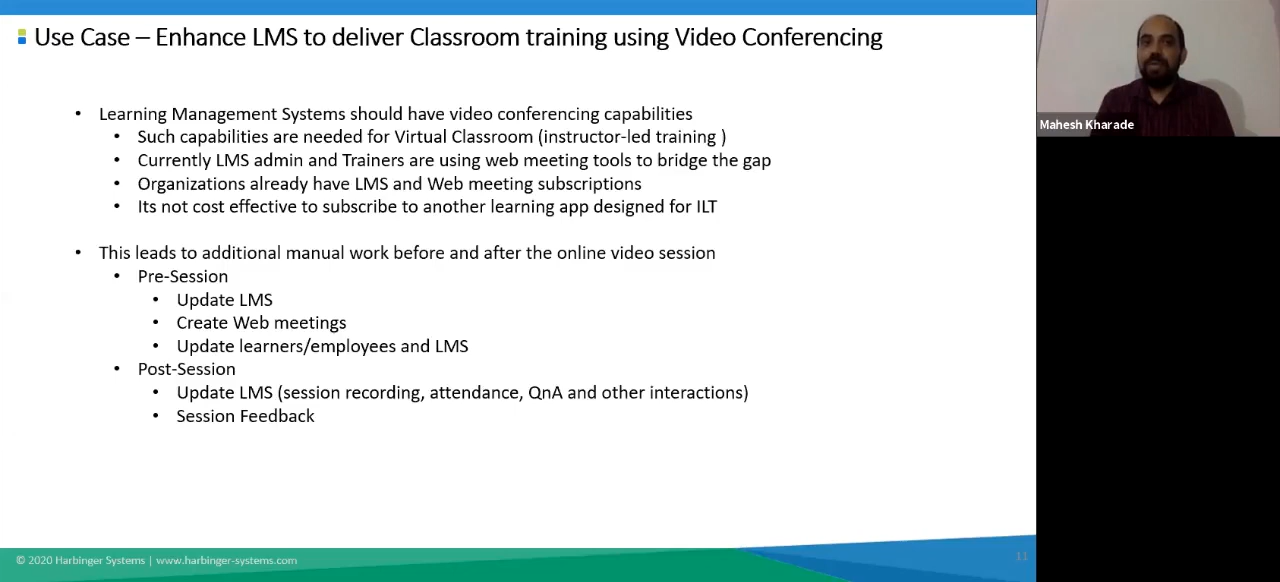 Use Case – Enhance LMS to deliver Classroom training using Video Conferencing
• Learning Management Systems should have video conferencing capabilities
• Such capabilities are needed for Virtual Classroom (instructor-led training )
• Currently LMS admin and Trainers are using web meeting tools to bridge the gap
• Organizations already have LMS and Web meeting subscriptions
• Its not cost effective to subscribe to another learning app designed for ILT
• This leads to additional manual work before and after the online video session
• Pre-Session
• Update LMS
• Create Web meetings
• Update learners/employees and LMS
• Post-Session
• Update LMS (session recording, attendance, QnA and other interactions)
• Session Feedback
© 2020 Harbinger Systems | www.harbinger-systems.com
11
Mahesh Kharade